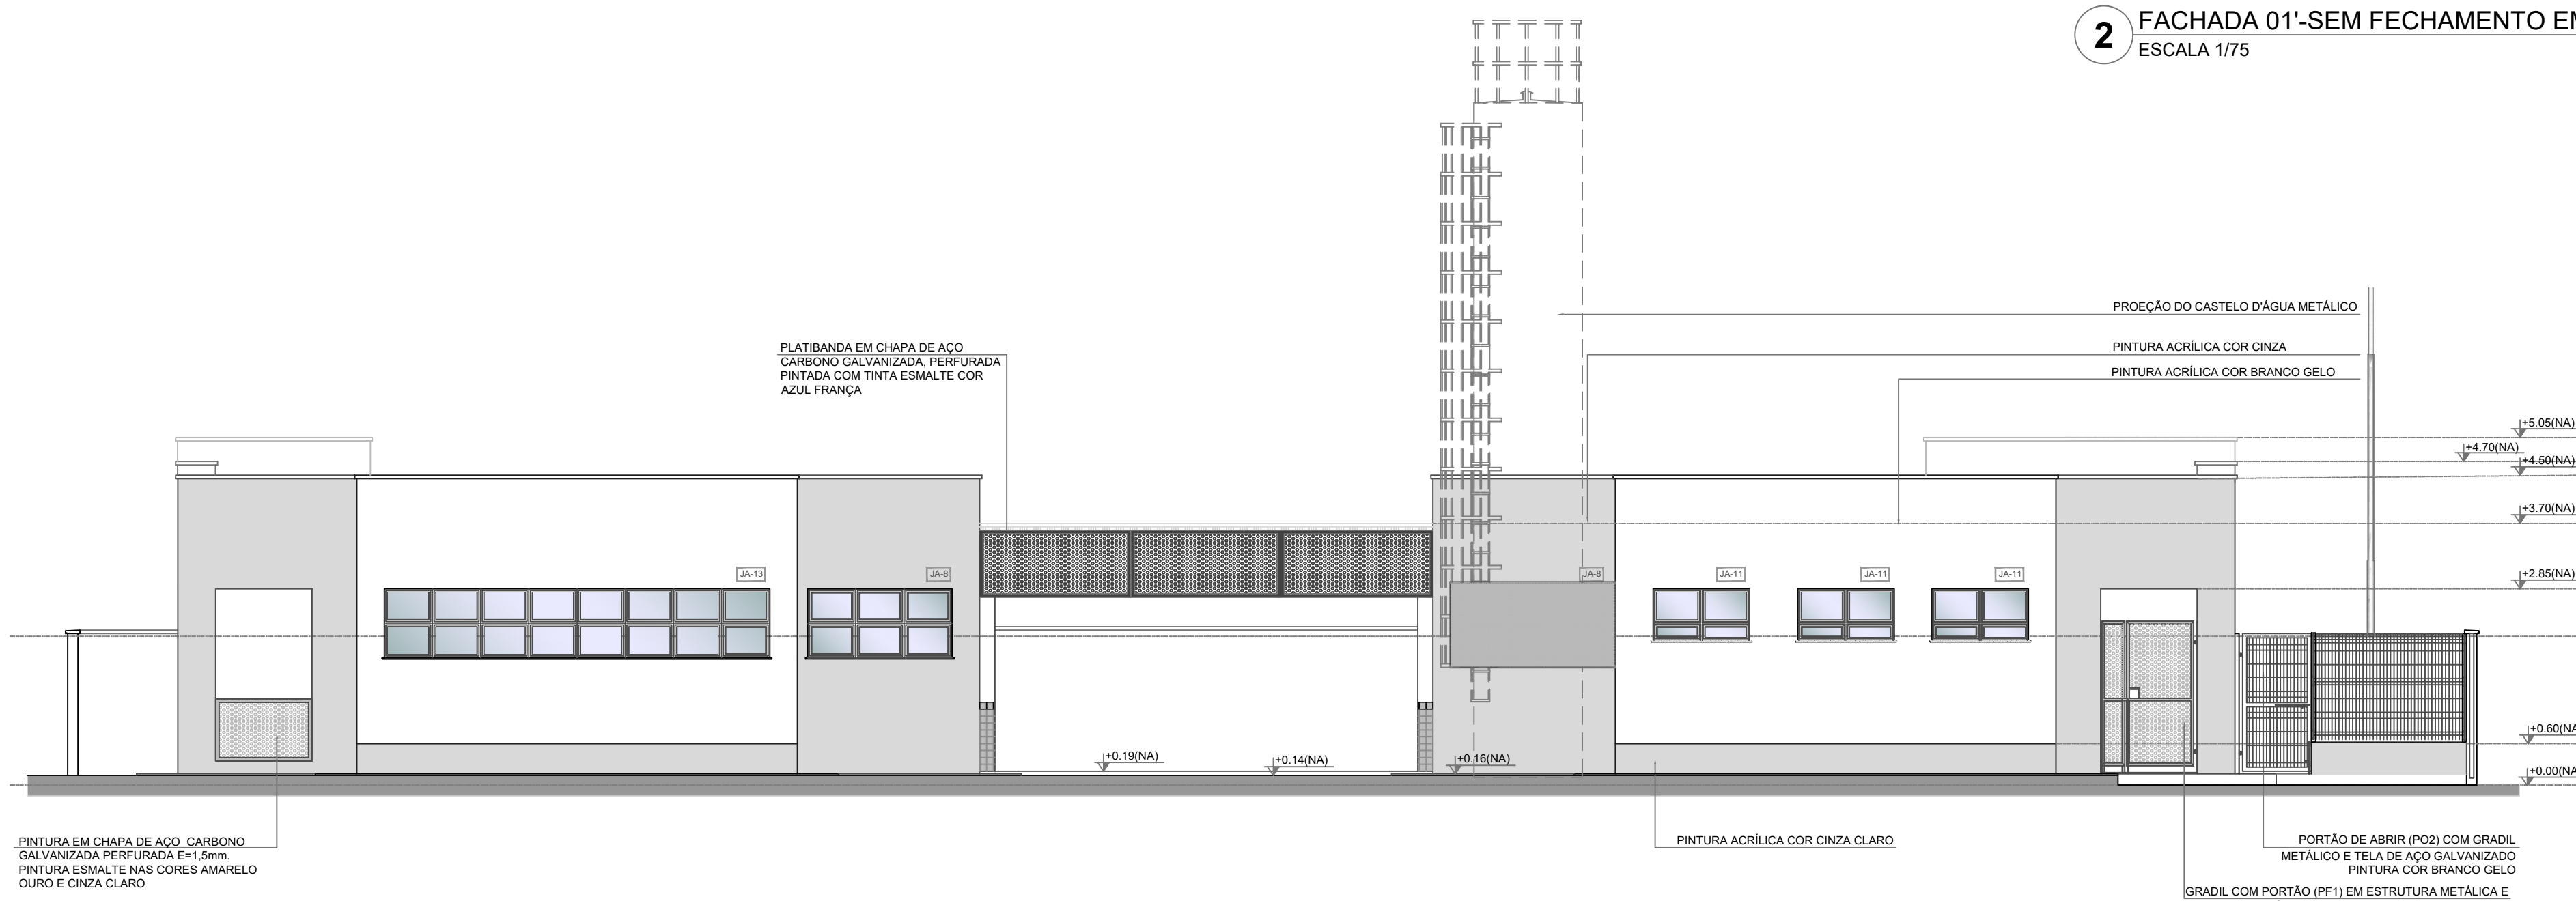 2
FACHADA 01'-SEM FECHAMENTO
ESCALA 1/75
PROEÇÃO DO CASTELO D'ÁGUA METÁLICO
PINTURA ACRÍLICA COR CINZA
PINTURA ACRÍLICA COR BRANCO GELO
PLATIBANDA EM CHAPA DE AÇO
CARBONO GALVANIZADA, PERFURADA
PINTADA COM TINTA ESMALTE COR
AZUL FRANÇA
+5.05(NA)
+4.70(NA)
+4.50(NA)
+3.70(NA)
+2.85(NA)
JA-13
JA-8
JA-8
JA-11
JA-11
JA-11
+0.60(NA
+0.19(NA)
+0.14(NA)
+0.16(NA)
+0.00(NA
PINTURA EM CHAPA DE AÇO CARBONO
GALVANIZADA PERFURADA E=1,5mm.
PINTURA ESMALTE NAS CORES AMARELO
OURO E CINZA CLARO
PINTURA ACRÍLICA COR CINZA CLARO
PORTÃO DE ABRIR (PO2) COM GRADIL
METÁLICO E TELA DE AÇO GALVANIZADO
PINTURA COR BRANCO GELO
GRADIL COM PORTÃO (PF1) EM ESTRUTURA METÁLICA E